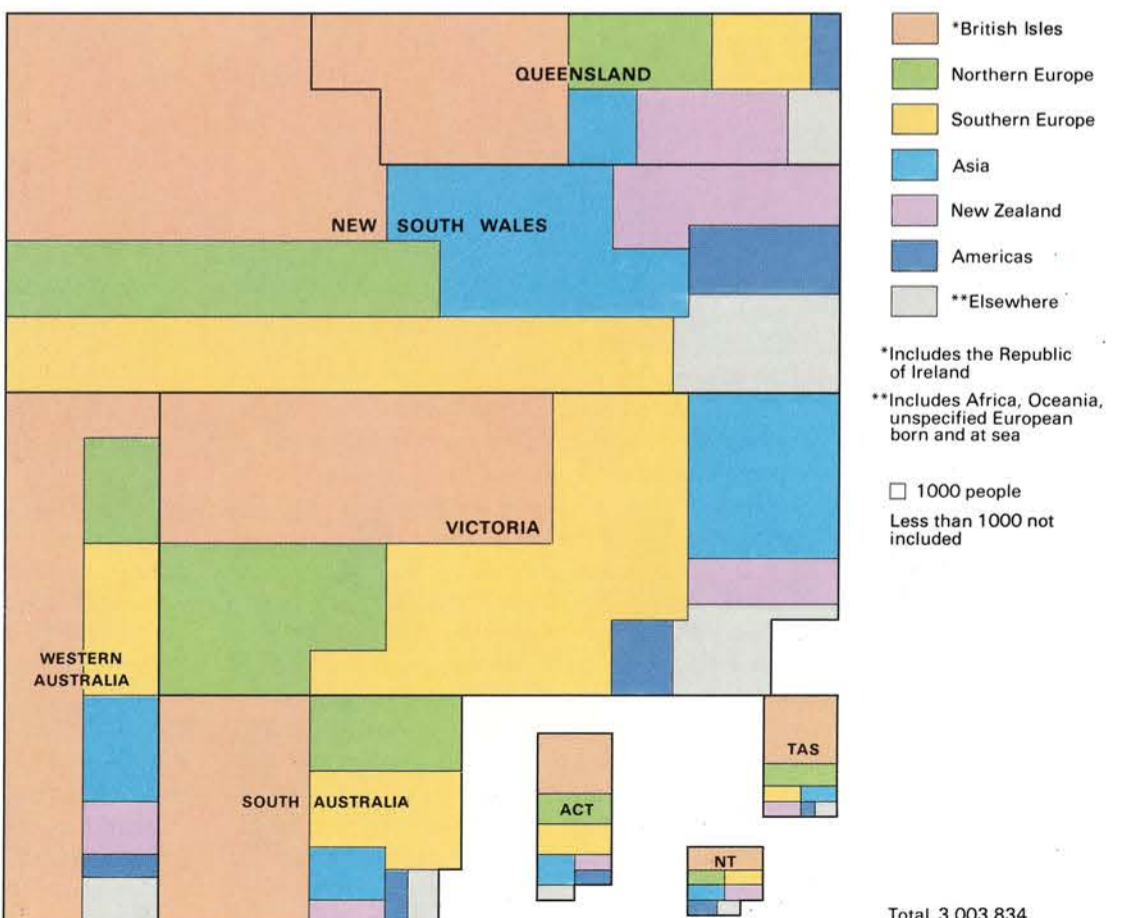 QUEENSLAND
NEW SOUTH WALES
VICTORIA
WESTERN
AUSTRALIA
SOUTH AUSTRALIA
ACT
TAS
NT
*British Isles
Northern Europe
Southern Europe
Asia
New Zealand
Americas
**Elsewhere
*Includes the Republic
of Ireland
**Includes Africa, Oceania,
unspecified European
born and at sea
1000 people
Less than 1000 not
included
Total 3 003 834